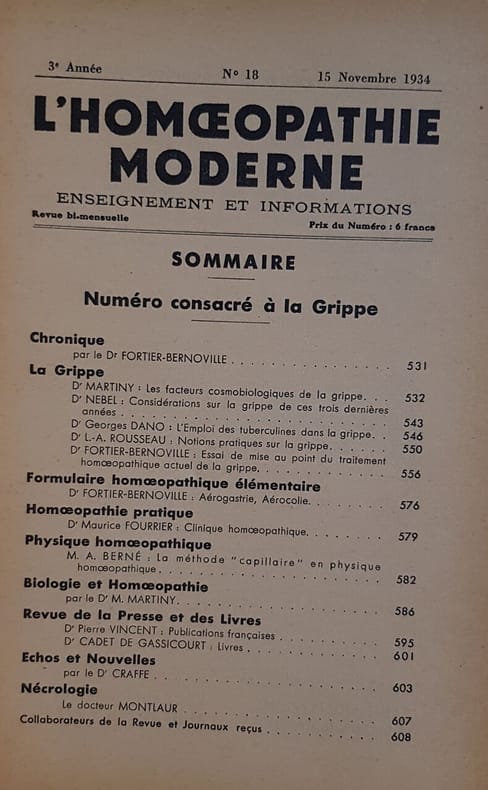 3e Année
No 18
15 Novembre 1934
L'HOMŒOPATHIE
MODERNE
ENSEIGNEMENT ET INFORMATIONS
Revue bi-mensuelle
Prix du Numéro : 6 francs
SOMMAIRE
Numéro consacré à la Grippe
Chronique
par le Dr FORTIER-BERNOVILLE . . . . . . . . . . . . . . . 531
La Grippe
Dr MARTINY : Les facteurs cosmobiologiques de la grippe. . . 532
Dr NEBEL : Considérations sur la grippe de ces trois dernières
années . . . . . . . . . . . . . . . . . . . . . . . . 543
Dr Georges DANO : L'Emploi des tuberculines dans la grippe. . 546
Dr L.-A. ROUSSEAU : Notions pratiques sur la grippe. . . . . . 550
Dr FORTIER-BERNOVILLE : Essai de mise au point du traitement
homœopathique actuel de la grippe. . . . . . . . . . . . 556
Formulaire homœopathique élémentaire
Dr FORTIER-BERNOVILLE : Aérogastrie, Aérocolie. . . . . . . . 576
Homœopathie pratique
Dr Maurice FOURRIER : Clinique homœopathique. . . . . . . . 579
Physique homœopathique
M. A. BERNÉ : La méthode "capillaire" en physique
homœopathique . . . . . . . . . . . . . . . . . . . . 582
Biologie et Homœopathie
par le Dr M. MARTINY. . . . . . . . . . . . . . . . . . 586
Revue de la Presse et des Livres
Dr Pierre VINCENT : Publications françaises . . . . . . . . . 595
Dr CADET DE GASSICOURT : Livres . . . . . . . . . . . . 601
Echos et Nouvelles
par le Dr CRAFFE . . . . . . . . . . . . . . . . . . . 603
Nécrologie
Le docteur MONTLAUR . . . . . . . . . . . . . . . . . 607
Collaborateurs de la Revue et Journaux reçus . . . . . . . . . 608